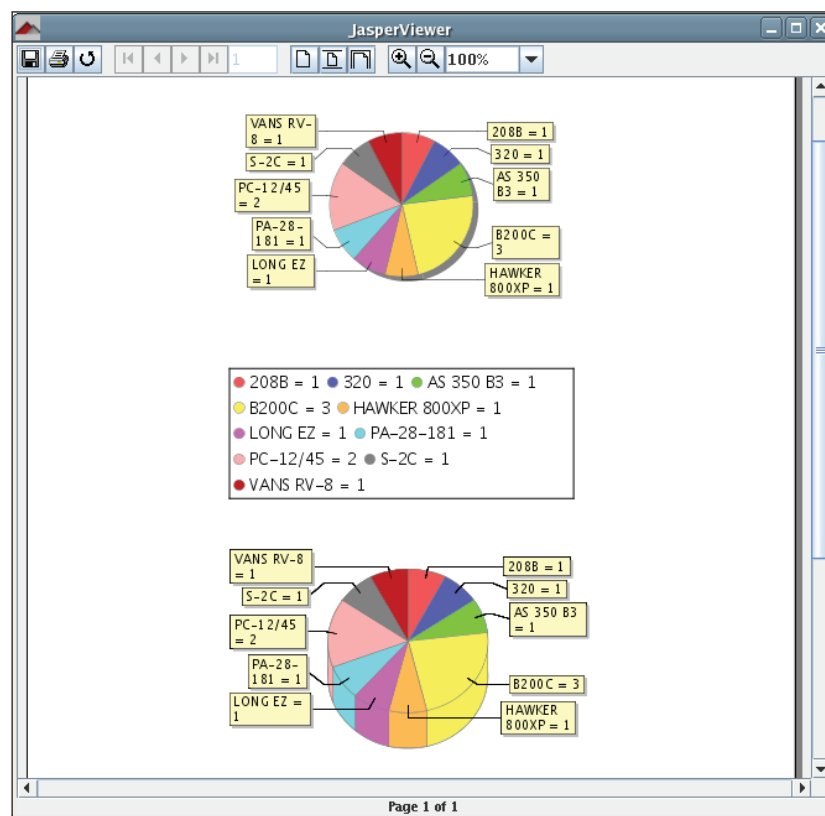 JasperViewer
1
100%
VANS RV-
8 = 1
S-2C = 1
PC-12/45
= 2
PA-28-
181 = 1
LONG EZ
= 1
208B = 1
320 = 1
AS 350
B3 = 1
B200C =
3
HAWKER
800XP = 1
208B = 1 320 = 1 AS 350 B3 = 1
B200C = 3 HAWKER 800XP = 1
LONG EZ = 1 PA-28-181 = 1
PC-12/45 = 2 S-2C = 1
VANS RV-8 = 1
VANS RV-8
= 1
S-2C = 1
PC-12/45
= 2
PA-28-
181 = 1
LONG EZ =
1
208B = 1
320 = 1
AS 350 B3
= 1
B200C = 3
HAWKER
800XP = 1
Page 1 of 1